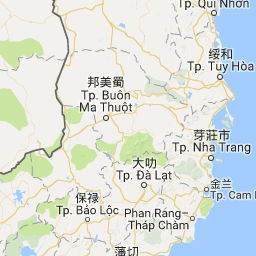 Tp. Qui Nhơn
绥和
Tp. Tuy Hòa
邦美蜀
Tp. Buôn
Ma Thuột
芽莊市
Tp. Nha Trang
大叻
Tp. Đà Lạt
金兰
Tp. Cam
保禄
Tp. Bảo Lộc
Phan Rang-
Tháp Chàm
藩切